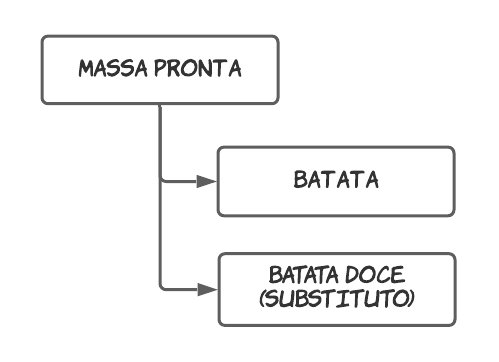 MASSA PRONTA
BATATA
BATATA DOCE
(SUBSTITUTO)